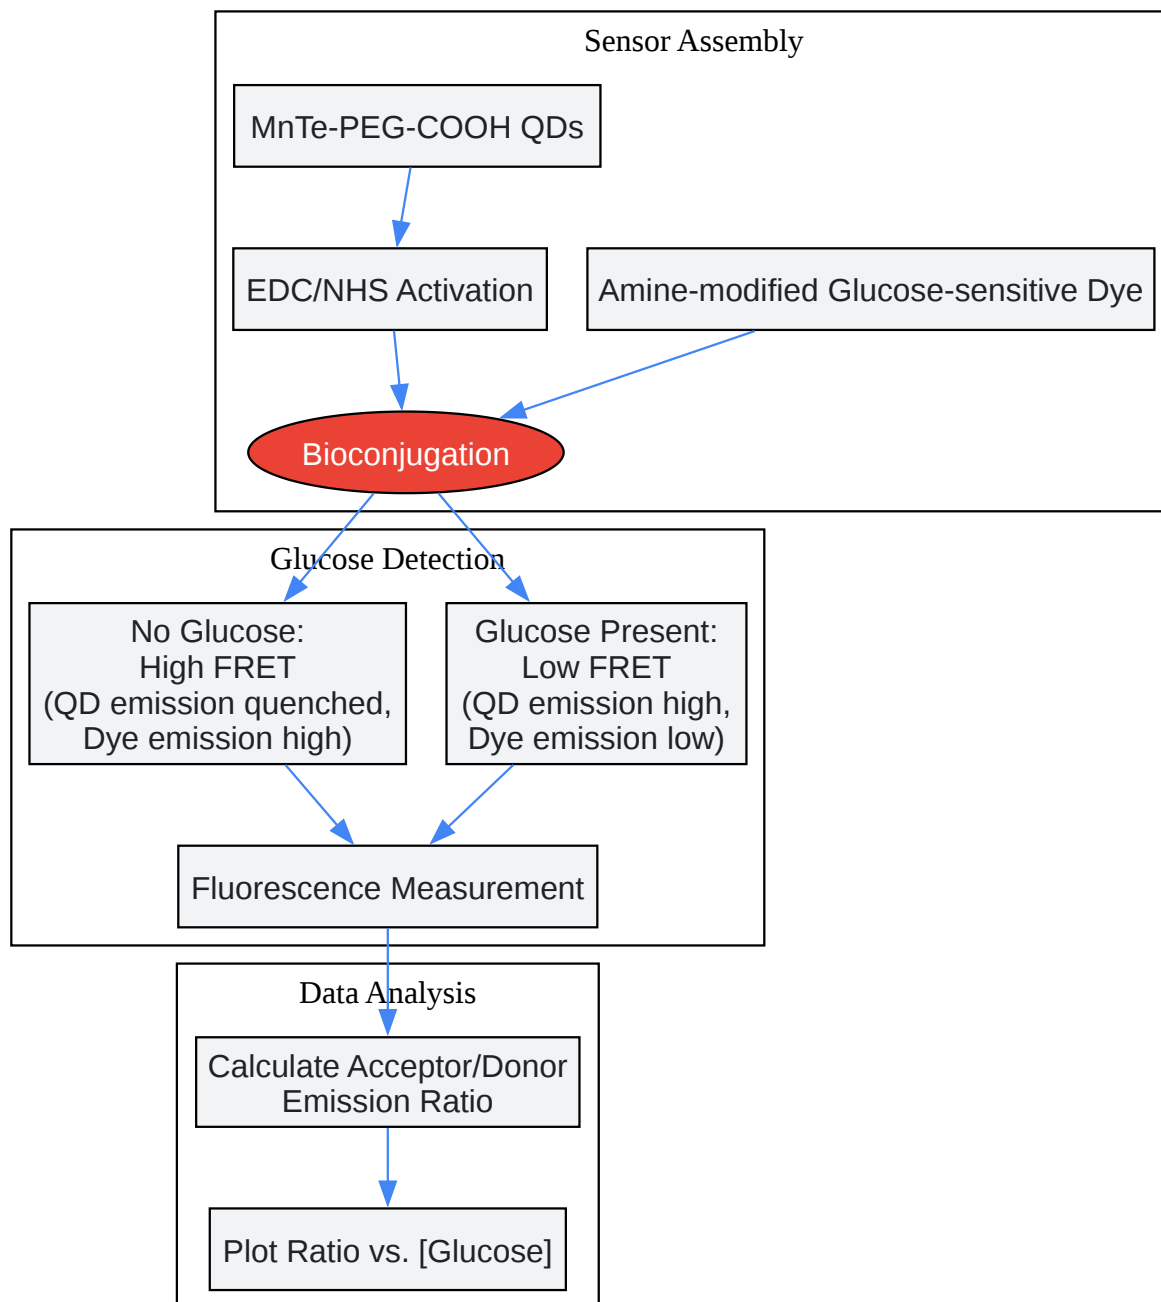 Sensor Assembly
MnTe-PEG-COOH QDs
EDC/NHS Activation
Amine-modified Glucose-sensitive Dye
Bioconjugation
Glucose Detection
No Glucose:
High FRET
(QD emission quenched,
Dye emission high)
Glucose Present:
Low FRET
(QD emission high,
Dye emission low)
Fluorescence Measurement
Data Analysis
Calculate Acceptor/Donor
Emission Ratio
Plot Ratio vs. [Glucose]